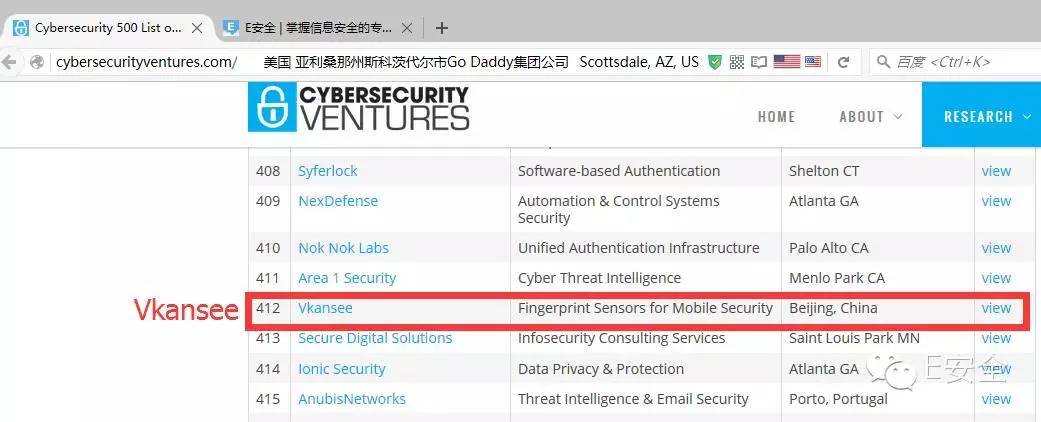 Cybersecurity 500 List o...
E安全 | 掌握信息安全的专...
cybersecurityventures.com/ 美国 亚利桑那州斯科茨代尔市Go Daddy集团公司 Scottsdale, AZ, US 百度 <Ctrl+K>
CYBERSECURITY
VENTURES
HOME ABOUT RESEARCH
408 Syferlock Software-based Authentication Shelton CT view
409 NexDefense Automation & Control Systems Atlanta GA view
Security
410 Nok Nok Labs Unified Authentication Infrastructure Palo Alto CA view
411 Area 1 Security Cyber Threat Intelligence Menlo Park CA view
Vkansee 412 Vkansee Fingerprint Sensors for Mobile Security Beijing, China view
413 Secure Digital Solutions Infosecurity Consulting Services Saint Louis Park MN view
414 Ionic Security Data Privacy & Protection Atlanta GA view
E安全
415 AnubisNetworks Threat Intelligence & Email Security Porto, Portugal view